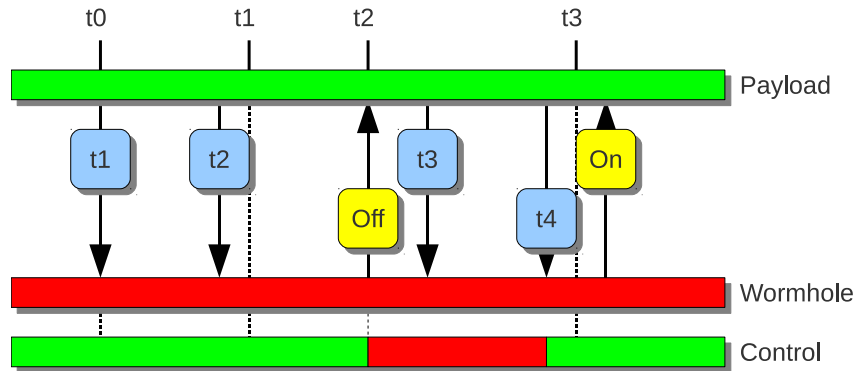 t0 t1 t2 t3
Payload
t1 t2 t3 On
Off t4
Wormhole
Control